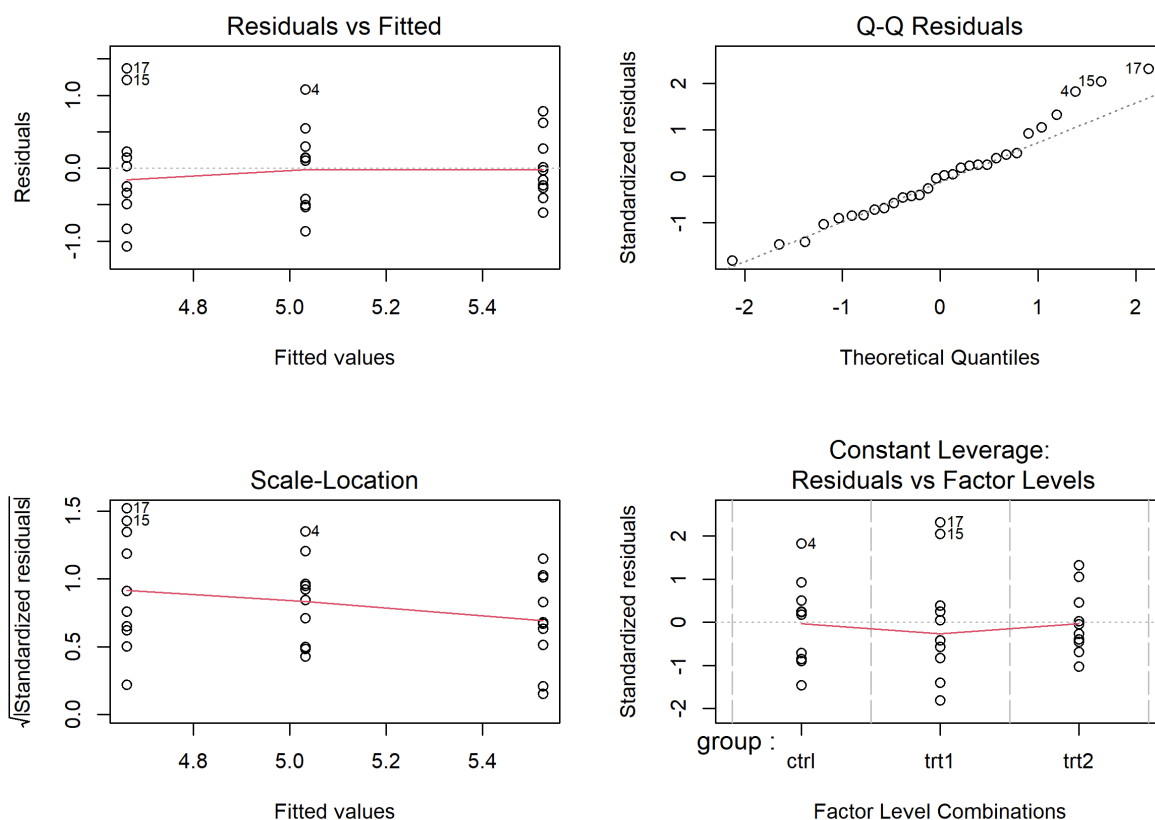 Residuals vs Fitted
Residuals
1.0
0.0
-1.0
17
15
4
4.8 5.0 5.2 5.4
Fitted values
Q-Q Residuals
Standardized residuals
2
1
0
-1
4 15 17
-2 -1 0 1 2
Theoretical Quantiles
Scale-Location
√|Standardized residuals|
1.5
1.0
0.5
0.0
17
15
4
4.8 5.0 5.2 5.4
Fitted values
Constant Leverage:
Residuals vs Factor Levels
Standardized residuals
2
1
0
-1
-2
4
17
15
group :
ctrl trt1 trt2
Factor Level Combinations